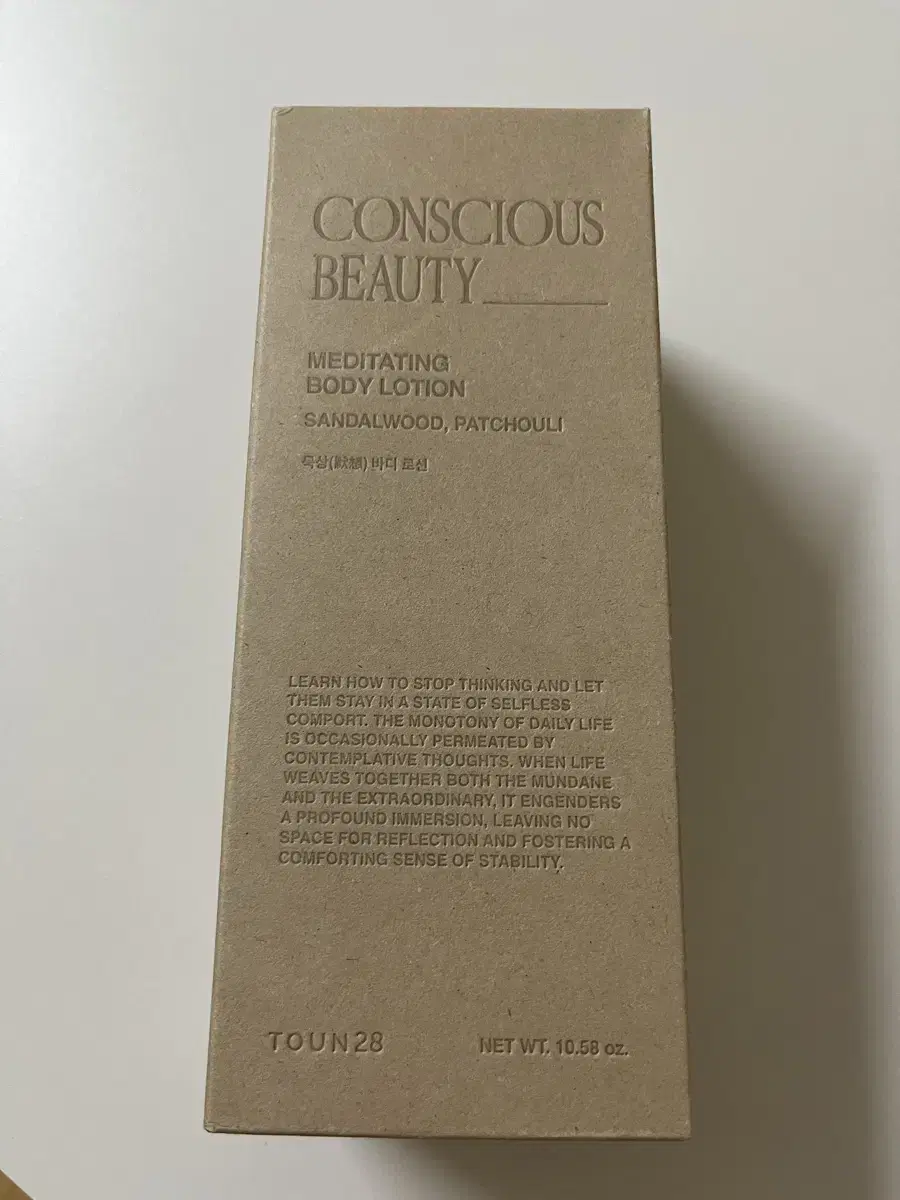 CONSCIOUS
BEAUTY
MEDITATING
BODY LOTION
SANDALWOOD, PATCHOULI
묵상(默想) 바디 로션
LEARN HOW TO STOP THINKING AND LET
THEM STAY IN A STATE OF SELFLESS
COMPORT. THE MONOTONY OF DAILY LIFE
IS OCCASIONALLY PERMEATED BY
CONTEMPLATIVE THOUGHTS. WHEN LIFE
WEAVES TOGETHER BOTH THE MUNDANE
AND THE EXTRAORDINARY, IT ENGENDERS
A PROFOUND IMMERSION, LEAVING NO
SPACE FOR REFLECTION AND FOSTERING A
COMFORTING SENSE OF STABILITY.
TOUN28
NET WT. 10.58 oz.